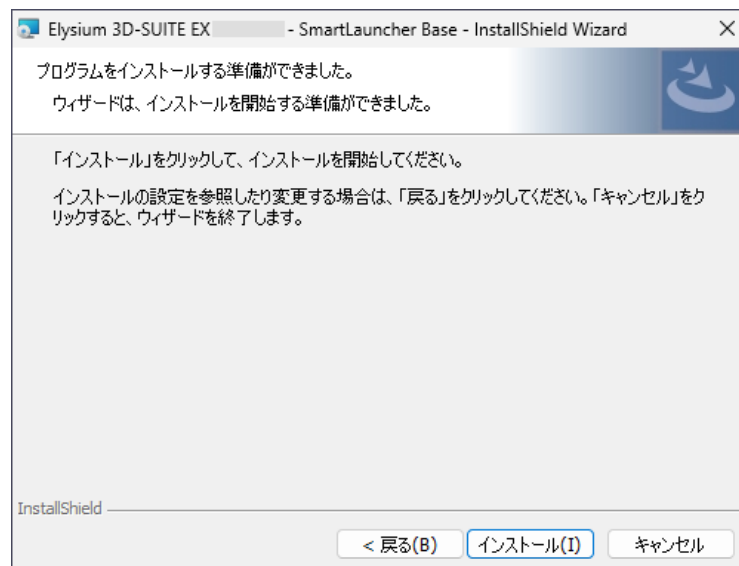 Elysium 3D-SUITE EX - SmartLauncher Base - InstallShield Wizard
プログラムをインストールする準備ができました。
ウィザードは、インストールを開始する準備ができました。
「インストール」をクリックして、インストールを開始してください。
インストールの設定を参照したり変更する場合は、「戻る」をクリックしてください。「キャンセル」をク
リックすると、ウィザードを終了します。
InstallShield
< 戻る(B)
インストール(I)
キャンセル